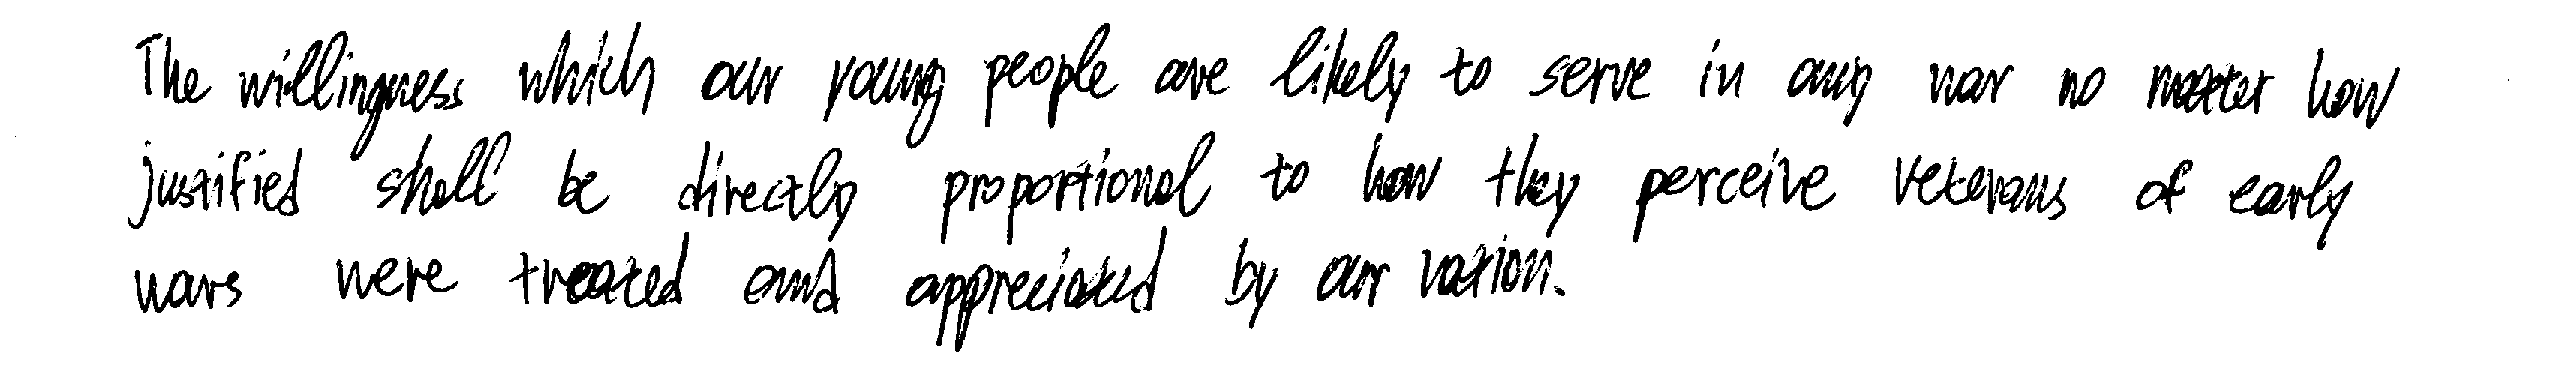 The willingness which our young people are likely to serve in any war no matter how
justified shall be directly proportional to how they perceive veterans of early
wars were treated and appreciated by our nation.